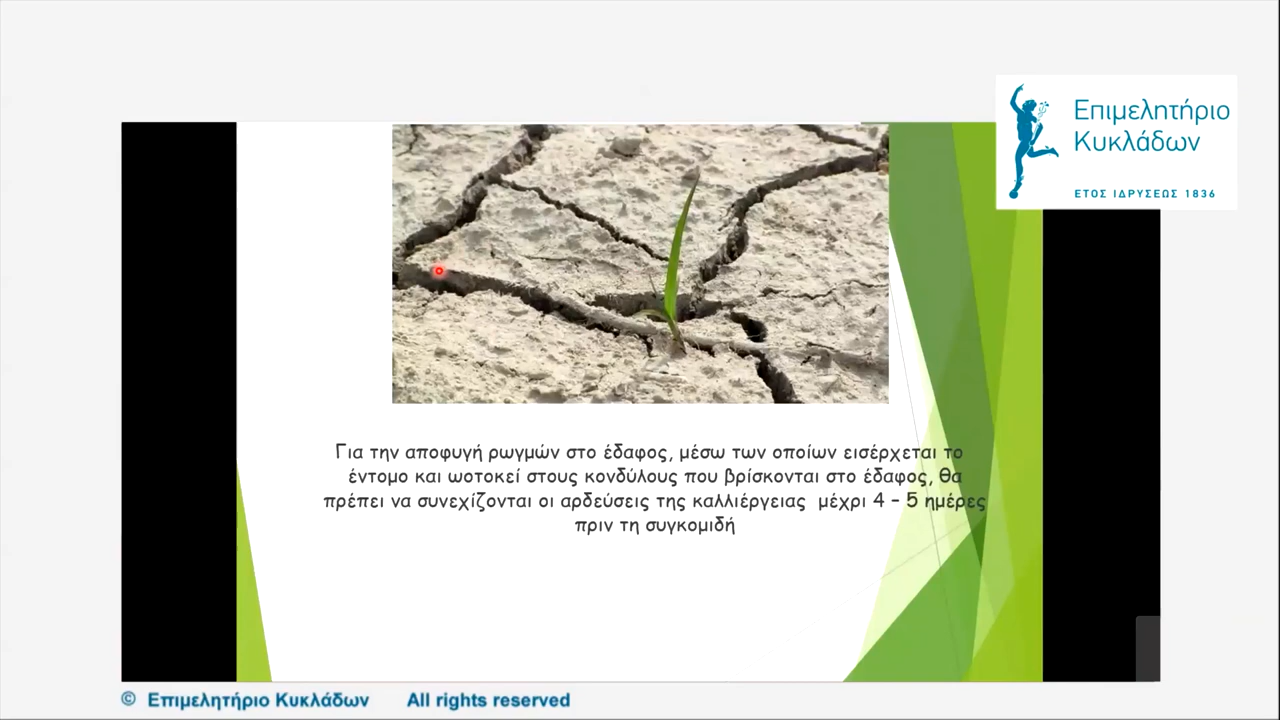 Επιμελητήριο
Κυκλάδων
ΕΤΟΣ ΙΔΡΥΣΕΩΣ 1836
Για την αποφυγή ρωγμών στο έδαφος, μέσω των οποίων εισέρχεται το
έντομο και ωοτοκεί στους κονδύλους που βρίσκονται στο έδαφος, θα
πρέπει να συνεχίζονται οι αρδεύσεις της καλλιέργειας μέχρι 4 – 5 ημέρες
πριν τη συγκομιδή
© Επιμελητήριο Κυκλάδων All rights reserved